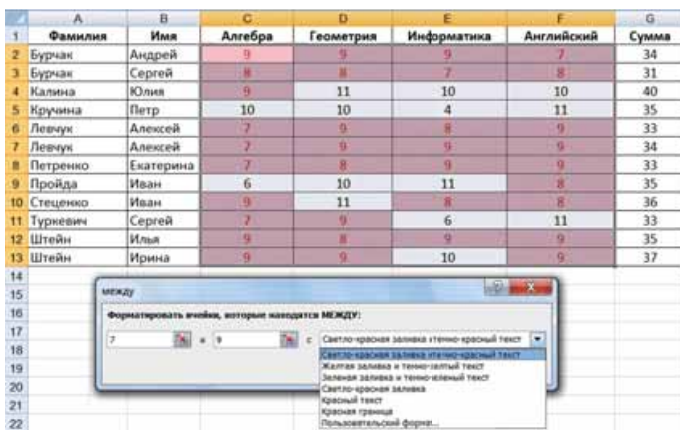 A B C D E F G
1 Фамилия Имя Алгебра Геометрия Информатика Английский Сумма
2 Бурчак Андрей 9 9 9 7 34
3 Бурчак Сергей 8 8 7 8 31
4 Калина Юлия 9 11 10 10 40
5 Кручина Петр 10 10 4 11 35
6 Левчук Алексей 7 9 8 9 33
7 Левчук Алексей 7 9 9 9 34
8 Петренко Екатерина 7 8 9 9 33
9 Пройда Иван 6 10 11 8 35
10 Стеценко Иван 9 11 8 8 36
11 Туркевич Сергей 7 9 6 11 33
12 Штейн Илья 9 8 9 9 35
13 Штейн Ирина 9 9 10 9 37
14
15
16
17
18
19
20
21
22
МЕЖДУ
Форматировать ячейки, которые находятся МЕЖДУ:
7 и 9 с Светло-красная заливка и темно-красный текст
Светло-красная заливка и темно-красный текст
Желтая заливка и темно-желтый текст
Зеленая заливка и темно-зеленый текст
Светло-красная заливка
Красный текст
Красная граница
Пользовательский формат...